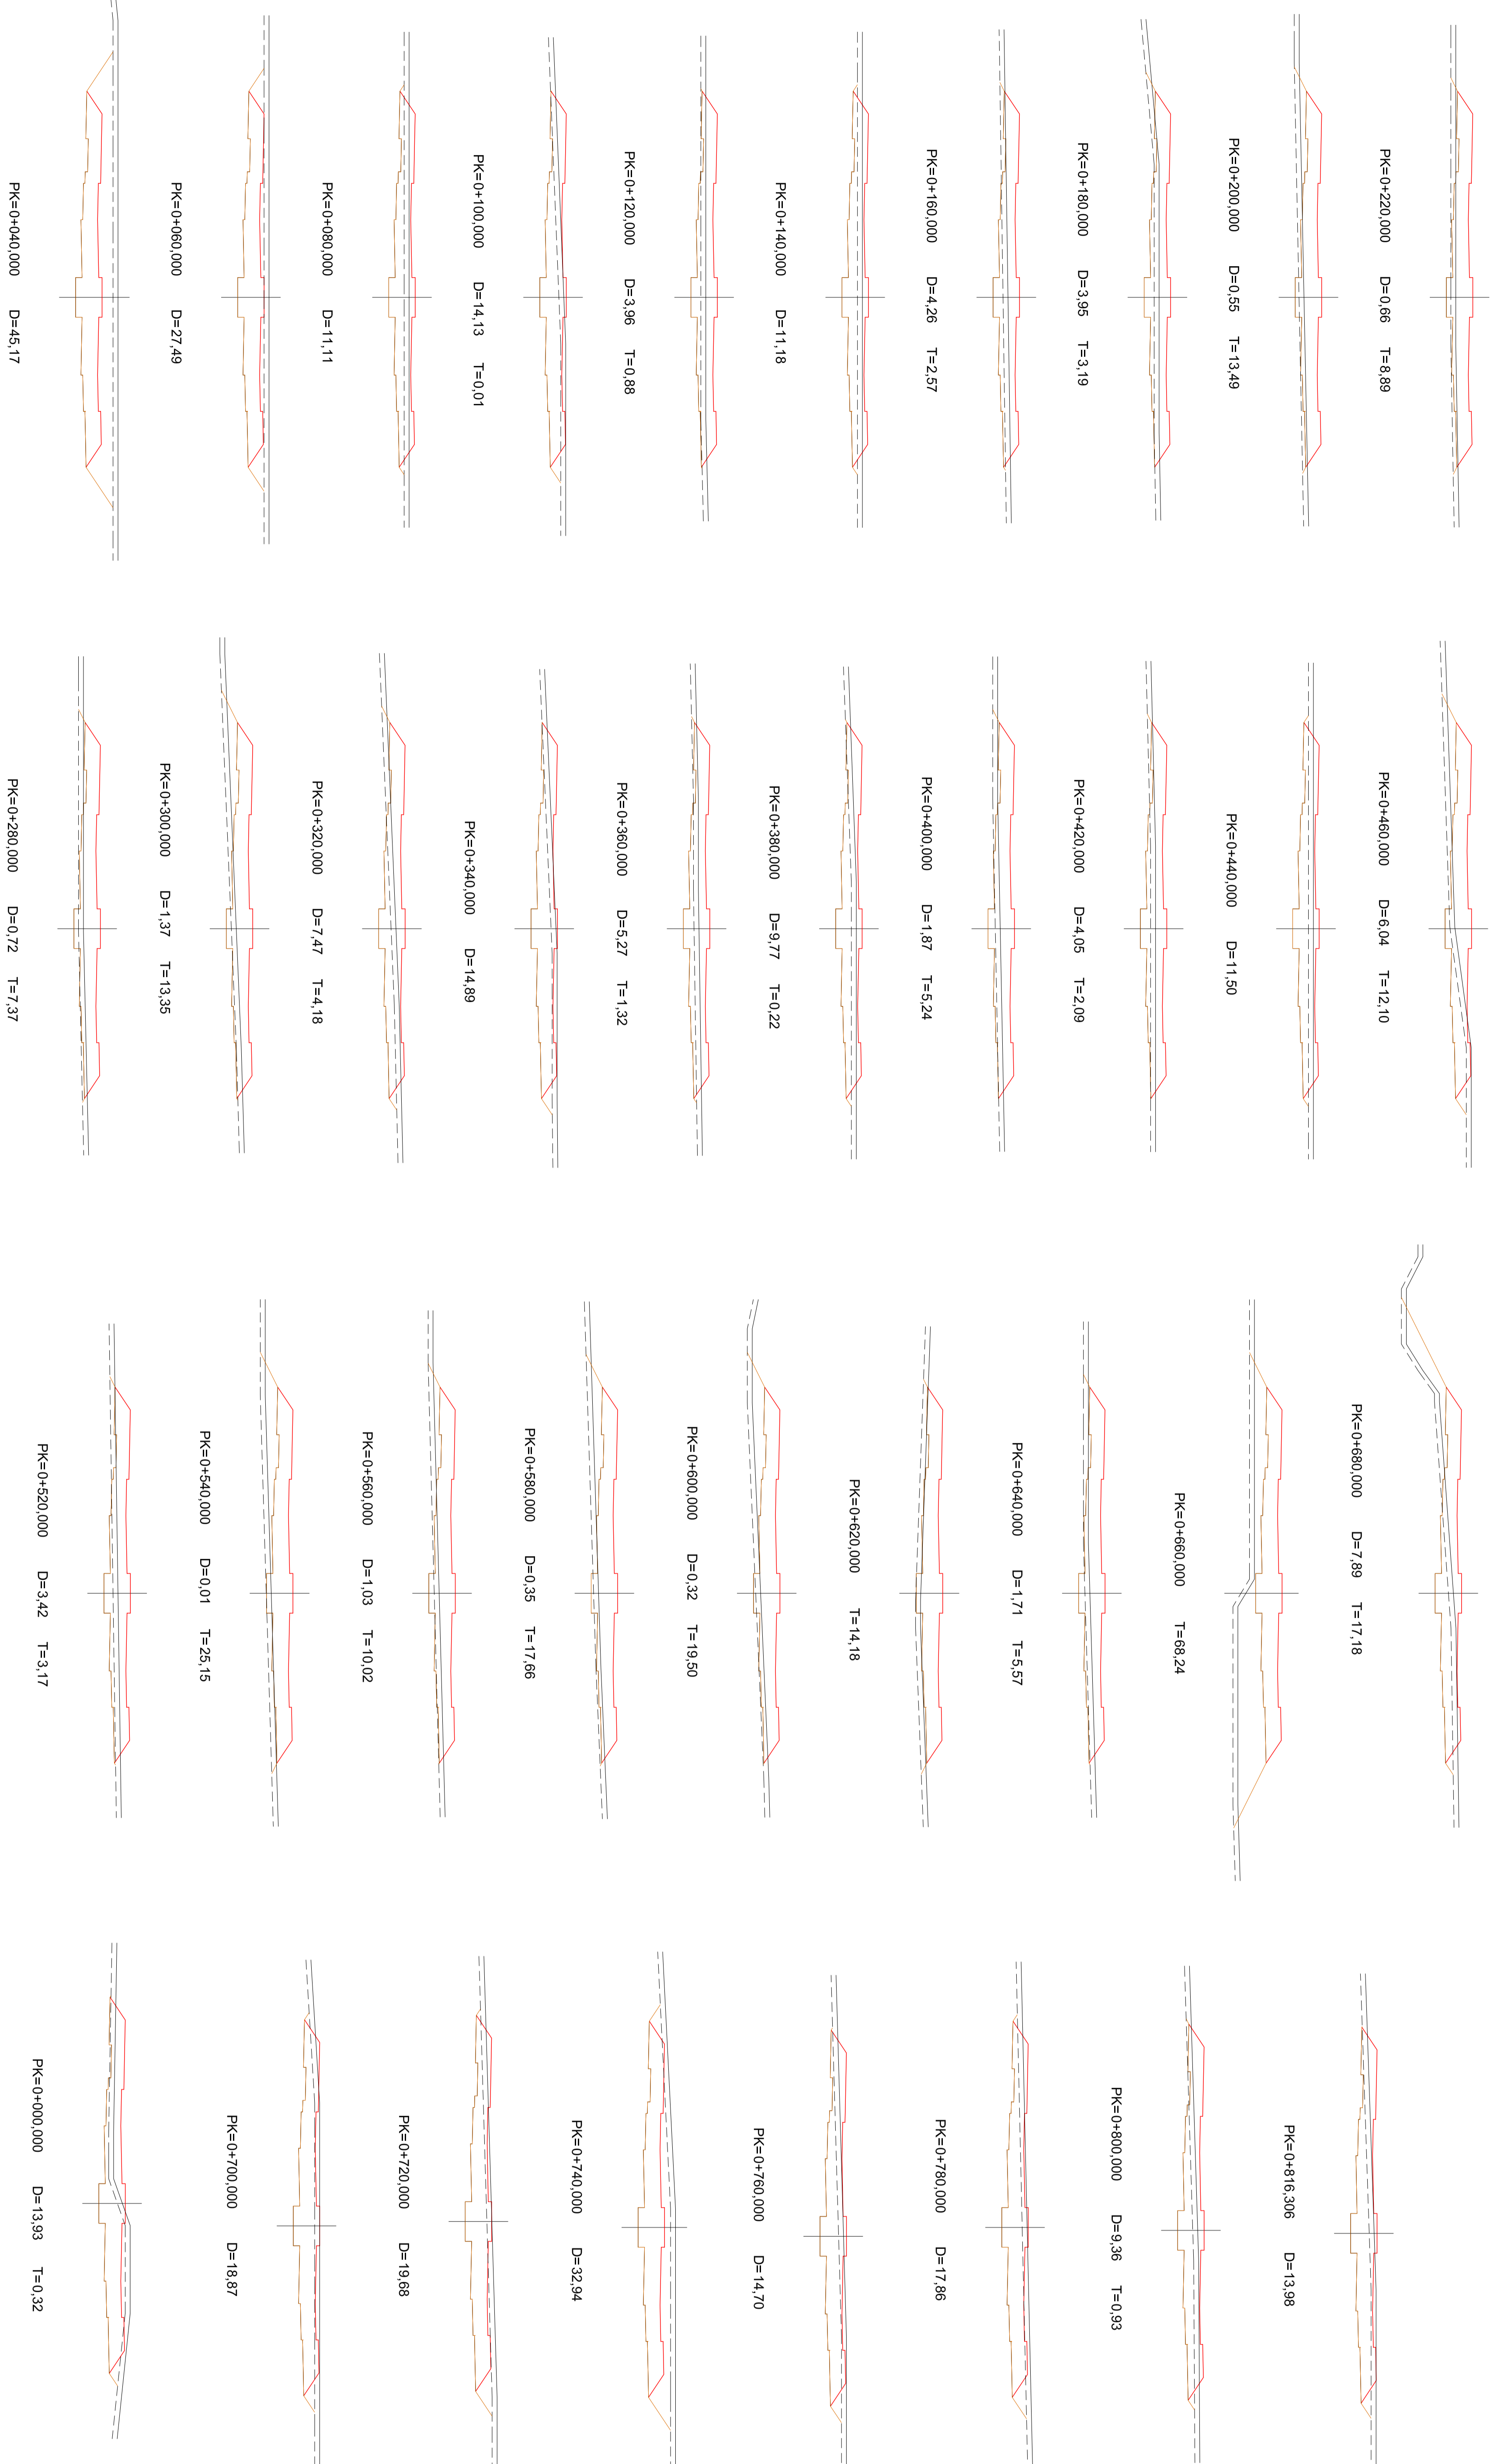 PK=0+040,000 D=45,17
PK=0+060,000 D=27,49
PK=0+080,000 D=11,11
PK=0+100,000 D=14,13 T=0,01
PK=0+120,000 D=3,96 T=0,88
PK=0+140,000 D=11,18
PK=0+160,000 D=4,26 T=2,57
PK=0+180,000 D=3,95 T=3,19
PK=0+200,000 D=0,55 T=13,49
PK=0+220,000 D=0,66 T=8,89
PK=0+280,000 D=0,72 T=7,37
PK=0+300,000 D=1,37 T=13,35
PK=0+320,000 D=7,47 T=4,18
PK=0+340,000 D=14,89
PK=0+360,000 D=5,27 T=1,32
PK=0+380,000 D=9,77 T=0,22
PK=0+400,000 D=1,87 T=5,24
PK=0+420,000 D=4,05 T=2,09
PK=0+440,000 D=11,50
PK=0+460,000 D=6,04 T=12,10
PK=0+520,000 D=3,42 T=3,17
PK=0+540,000 D=0,01 T=25,15
PK=0+560,000 D=1,03 T=10,02
PK=0+580,000 D=0,35 T=17,66
PK=0+600,000 D=0,32 T=19,50
PK=0+620,000 T=14,18
PK=0+640,000 D=1,71 T=5,57
PK=0+660,000 T=68,24
PK=0+680,000 D=7,89 T=17,18
PK=0+000,000 D=13,93 T=0,32
PK=0+700,000 D=18,87
PK=0+720,000 D=19,68
PK=0+740,000 D=32,94
PK=0+760,000 D=14,70
PK=0+780,000 D=17,86
PK=0+800,000 D=9,36 T=0,93
PK=0+816,306 D=13,98